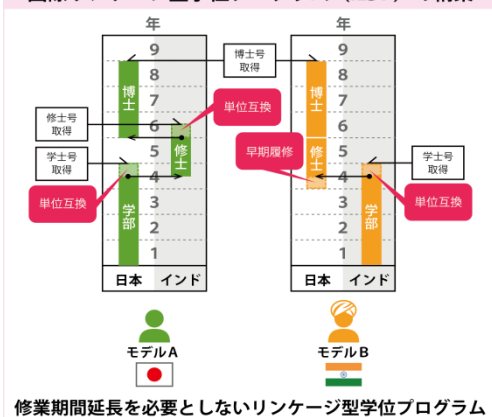 年
9
8
7
6
5
4
3
2
1
博士
修士
学部
日本 インド
修士号
取得
学士号
取得
単位互換
単位互換
博士号
取得
モデルA
年
9
8
7
6
5
4
3
2
1
博士
修士
学部
日本 インド
早期履修
学士号
取得
単位互換
モデルB
修業期間延長を必要としないリンケージ型学位プログラム